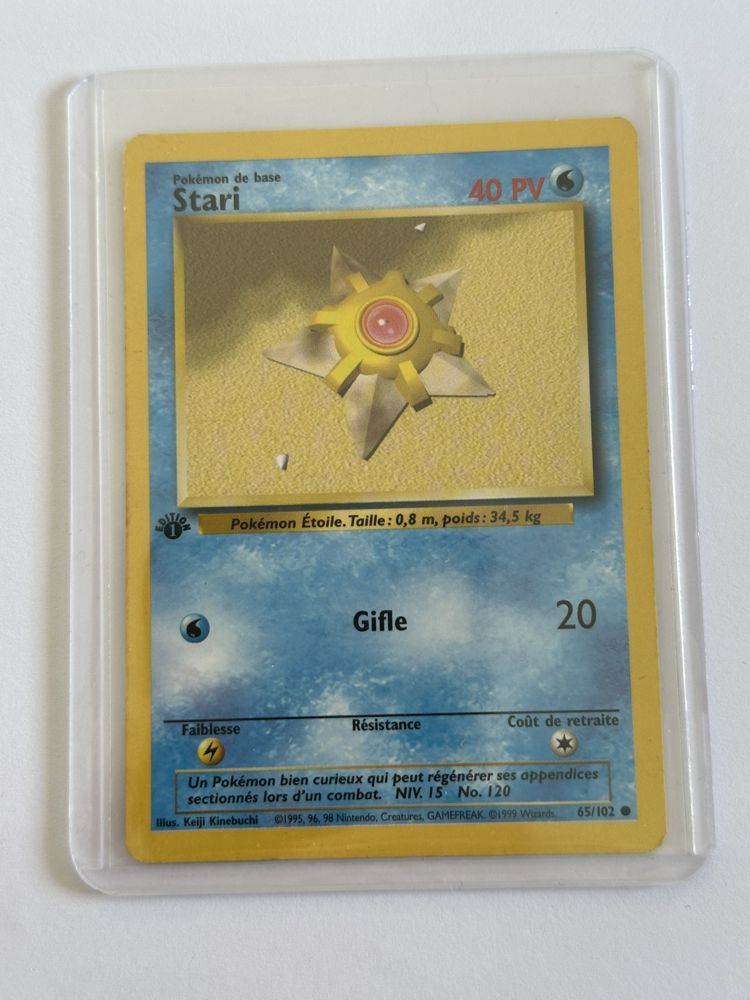 Pokémon de base
Stari
40 PV
EDITION
1
Pokémon Étoile. Taille : 0,8 m, poids : 34,5 kg
Gifle 20
Faiblesse Résistance Coût de retraite
Un Pokémon bien curieux qui peut régénérer ses appendices
sectionnés lors d'un combat. NIV. 15 No. 120
Illus. Keiji Kinebuchi ©1995, 96, 98 Nintendo, Creatures, GAMEFREAK. ©1999 Wizards. 65/102